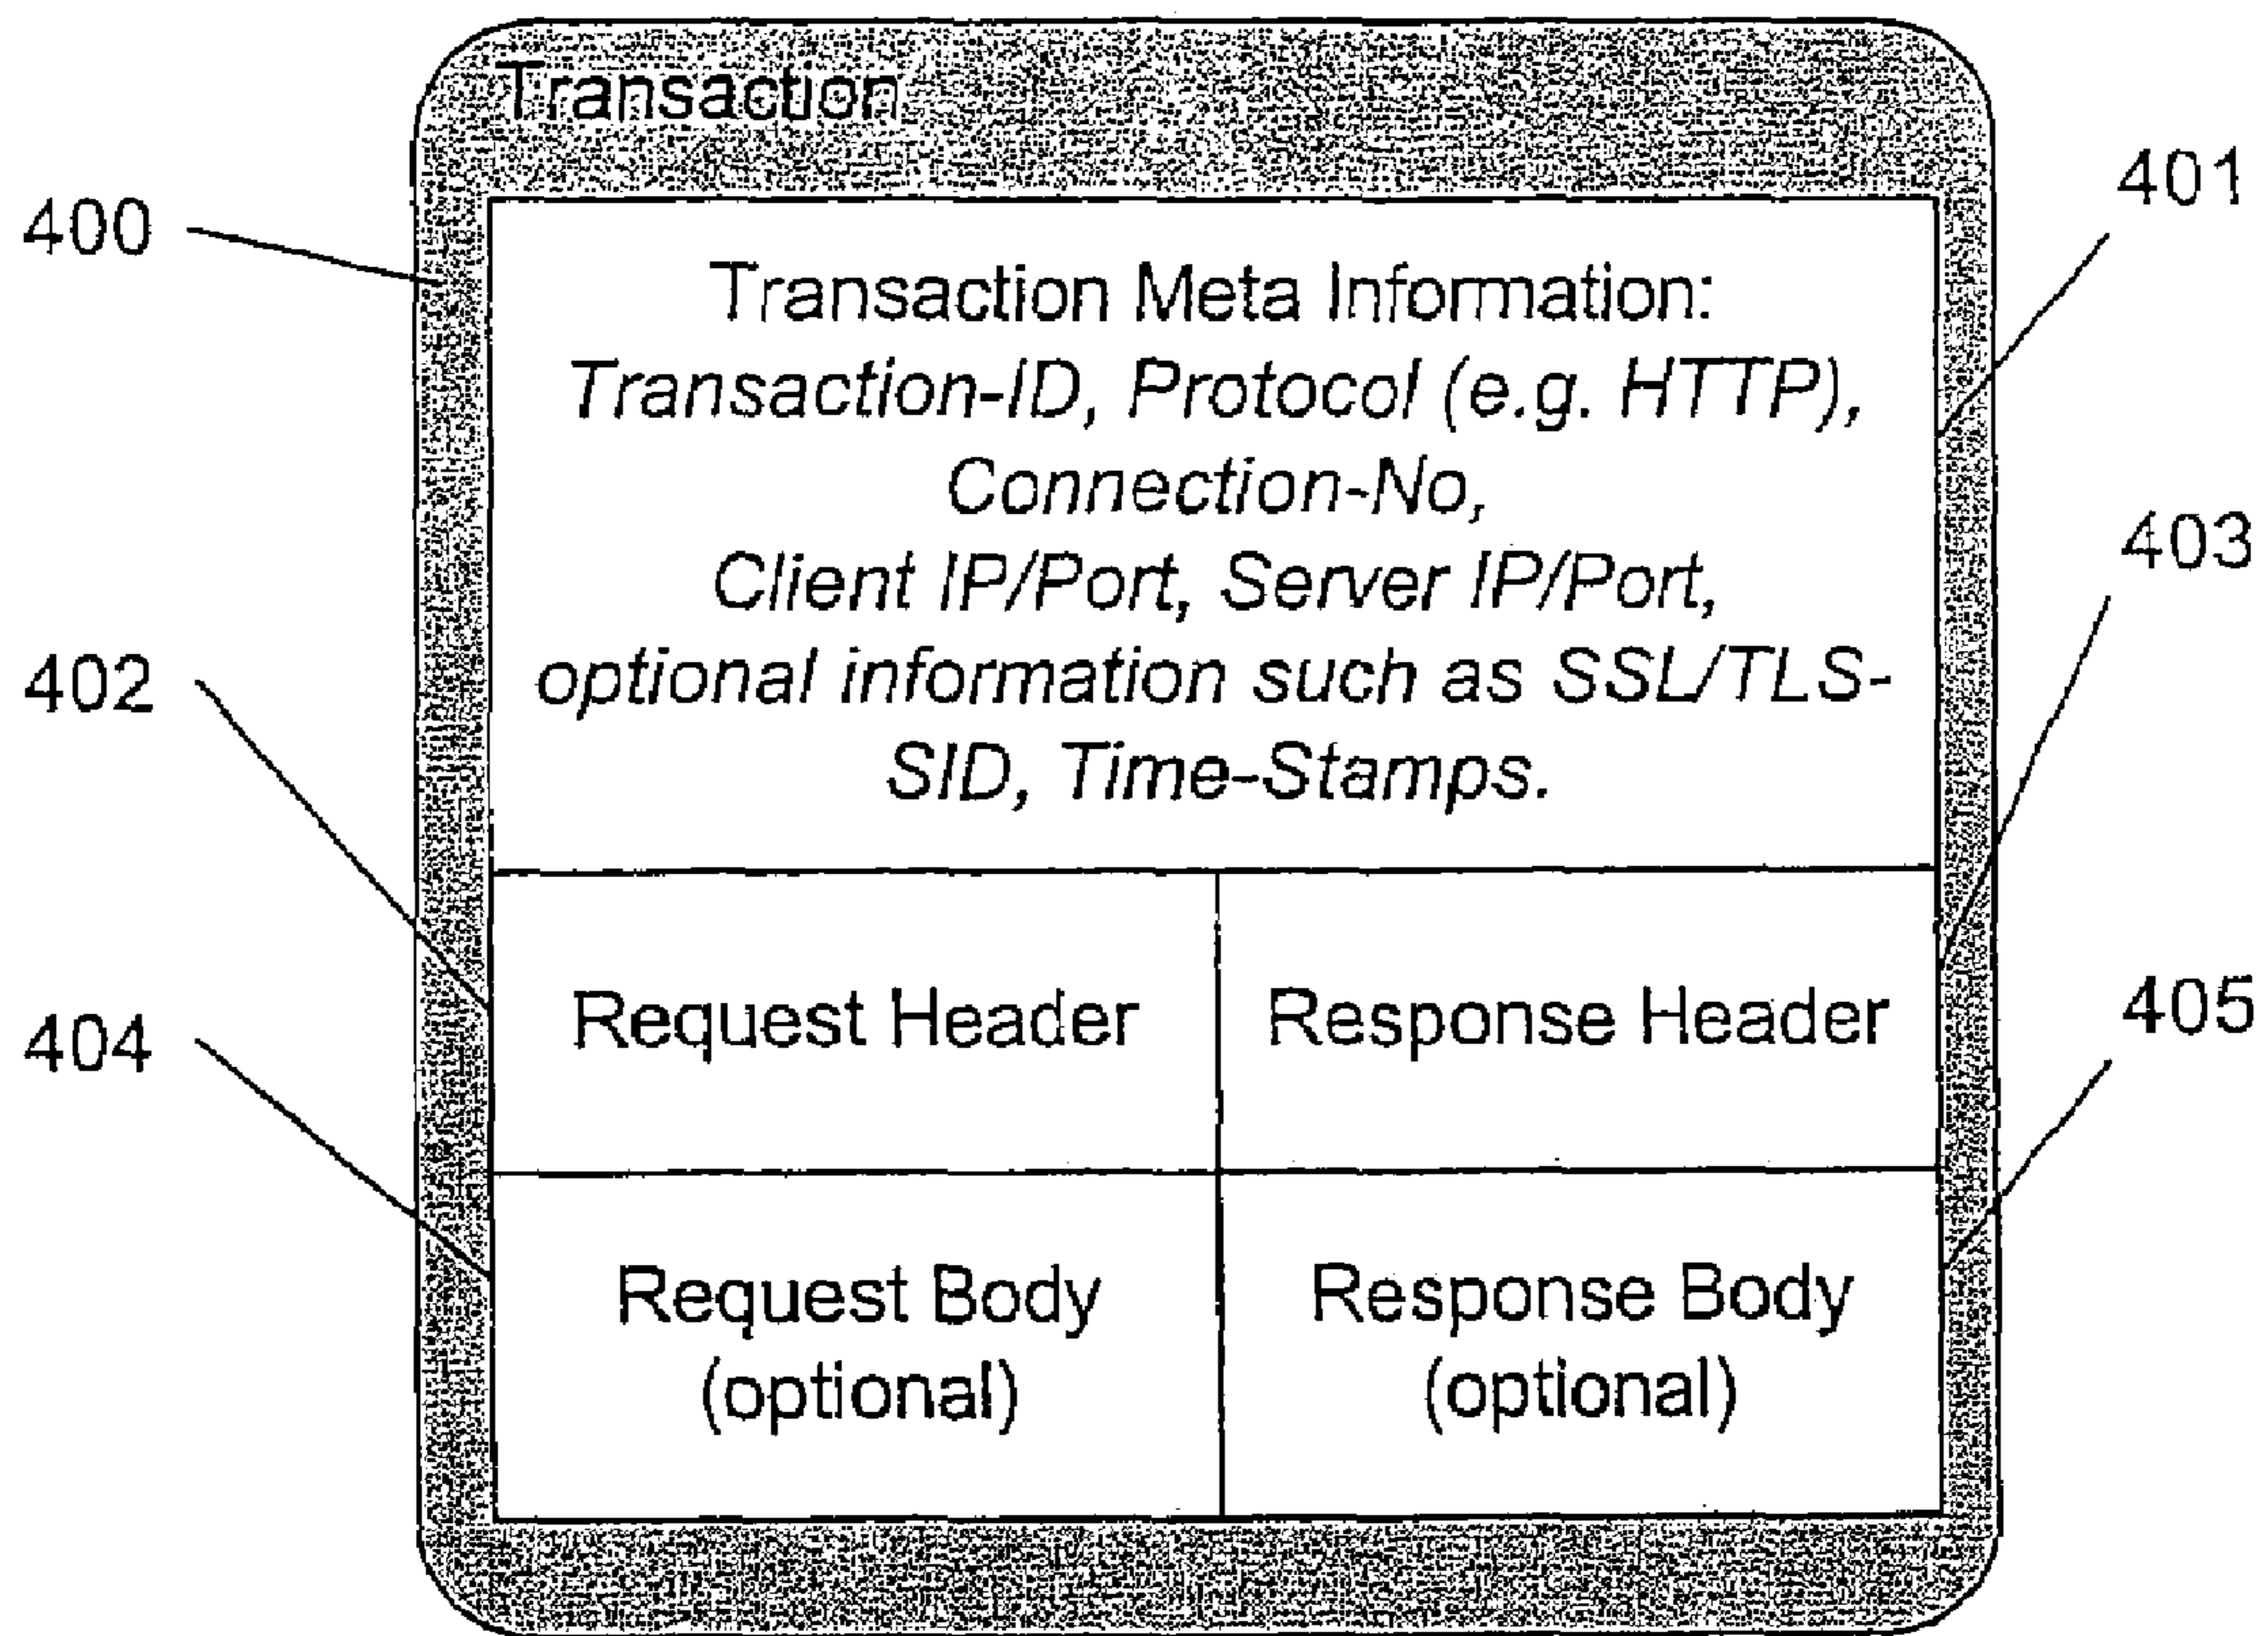 Transaction
400
401
Transaction Meta Information:
Transaction-ID, Protocol (e.g. HTTP),
Connection-No,
Client IP/Port, Server IP/Port,
optional information such as SSL/TLS-
SID, Time-Stamps.
403
402
Request Header
Response Header
404
405
Request Body
(optional)
Response Body
(optional)